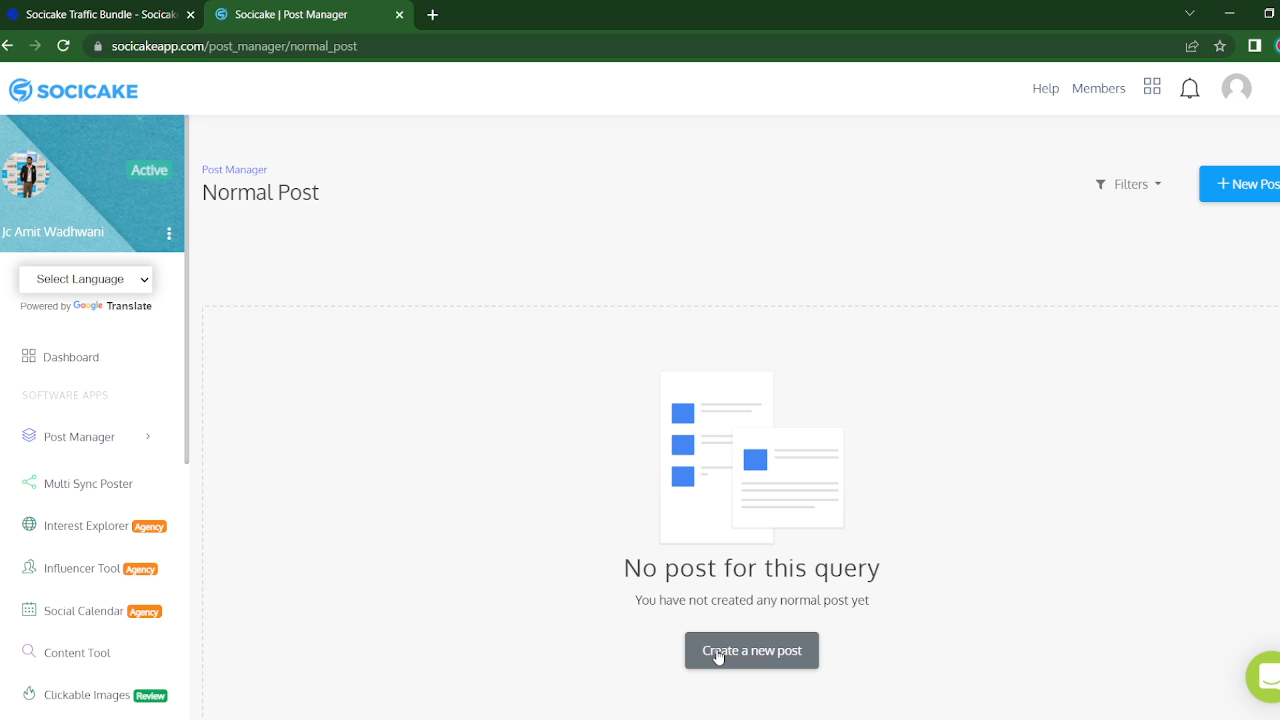 Socicake Traffic Bundle - Socicak
Socicake | Post Manager
socicakeapp.com/post_manager/normal_post
SOCICAKE
Help
Members
Active
Jc Amit Wadhwani
Select Language
Powered by Google Translate
Dashboard
SOFTWARE APPS
Post Manager
Multi Sync Poster
Interest Explorer Agency
Influencer Tool Agency
Social Calendar Agency
Content Tool
Clickable Images Review
Post Manager
Normal Post
Filters
+ New Pos
No post for this query
You have not created any normal post yet
Create a new post